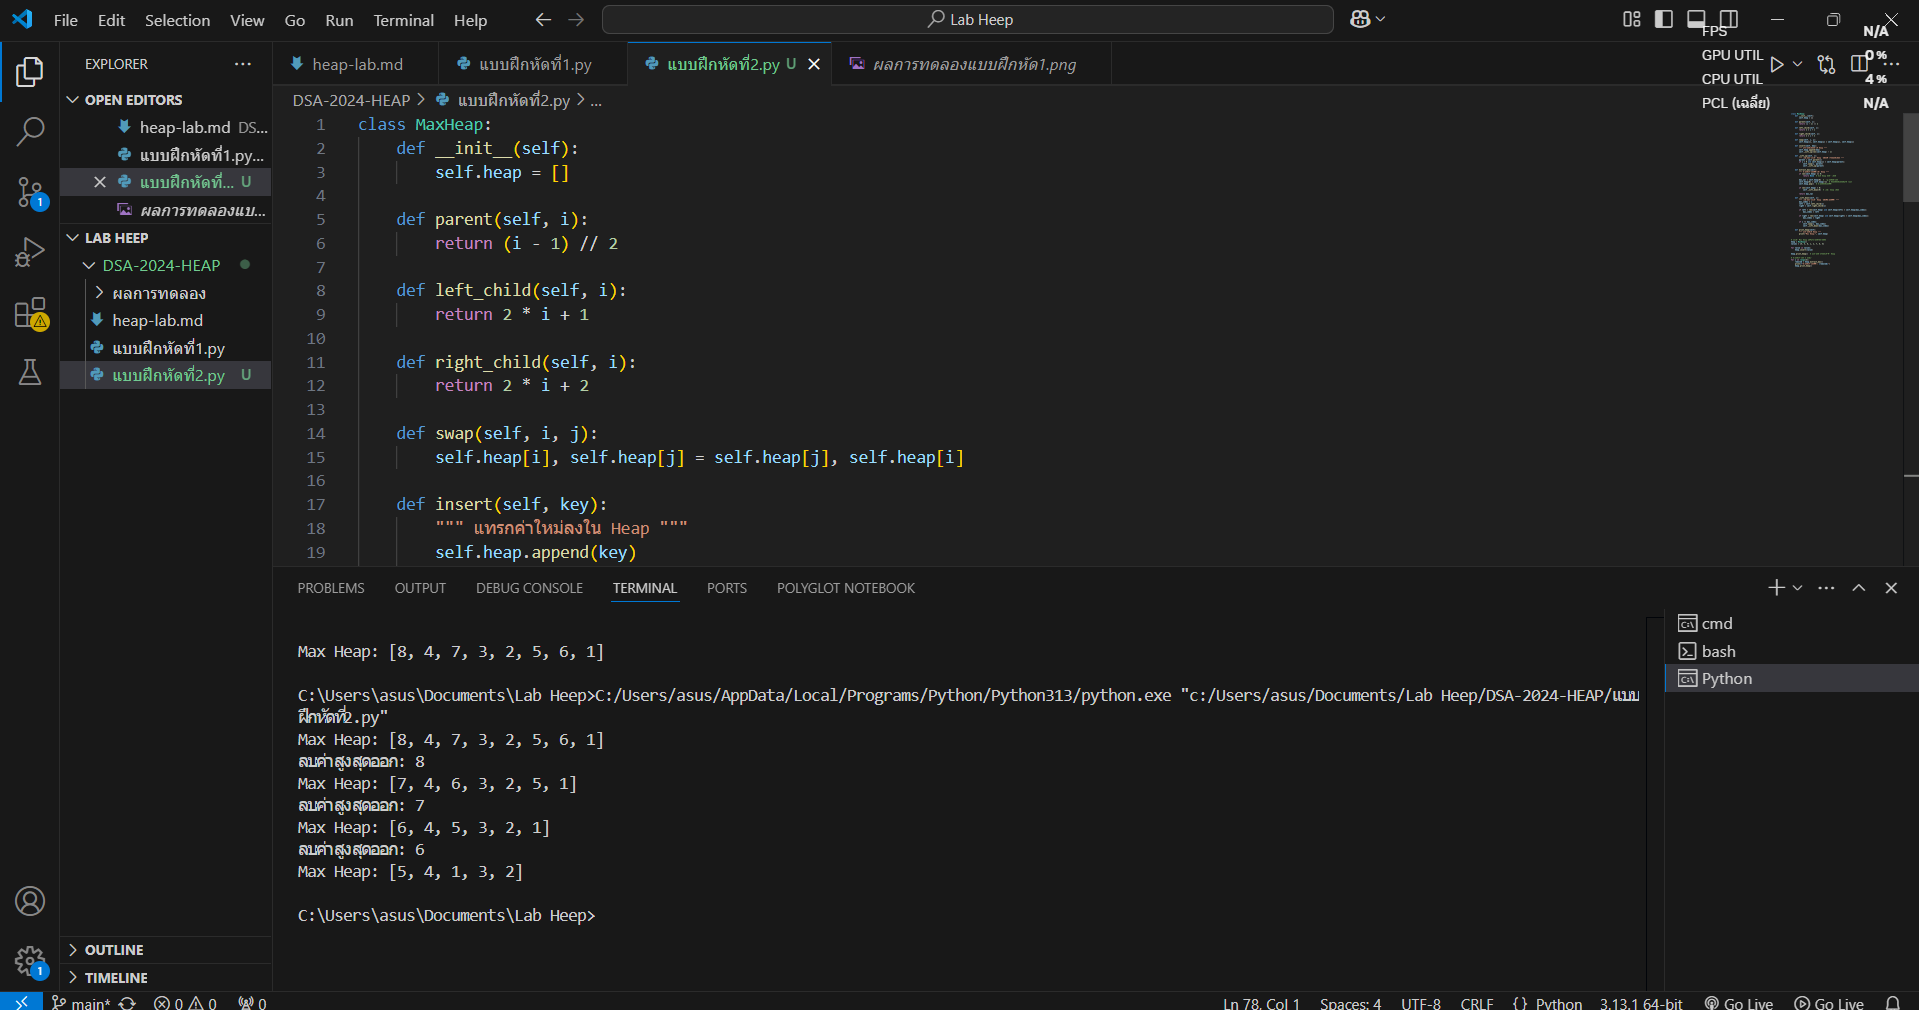 File Edit Selection View Go Run Terminal Help
Lab Heep
FPS N/A
GPU UTIL 0 %
CPU UTIL 4 %
PCL (เฉลี่ย) N/A
EXPLORER
heap-lab.md
แบบฝึกหัดที่1.py
แบบฝึกหัดที่2.py U
ผลการทดลองแบบฝึกหัด1.png
OPEN EDITORS
heap-lab.md DS...
แบบฝึกหัดที่1.py...
แบบฝึกหัดที่... U
ผลการทดลองแบ...
LAB HEEP
DSA-2024-HEAP
ผลการทดลอง
heap-lab.md
แบบฝึกหัดที่1.py
แบบฝึกหัดที่2.py U
OUTLINE
TIMELINE
1
1
DSA-2024-HEAP > แบบฝึกหัดที่2.py > ...
1 class MaxHeap:
2 def __init__(self):
3 self.heap = []
4
5 def parent(self, i):
6 return (i - 1) // 2
7
8 def left_child(self, i):
9 return 2 * i + 1
10
11 def right_child(self, i):
12 return 2 * i + 2
13
14 def swap(self, i, j):
15 self.heap[i], self.heap[j] = self.heap[j], self.heap[i]
16
17 def insert(self, key):
18 """ แทรกค่าใหม่ลงใน Heap """
19 self.heap.append(key)
PROBLEMS OUTPUT DEBUG CONSOLE TERMINAL PORTS POLYGLOT NOTEBOOK
Max Heap: [8, 4, 7, 3, 2, 5, 6, 1]
C:\Users\asus\Documents\Lab Heep>C:/Users/asus/AppData/Local/Programs/Python/Python313/python.exe "c:/Users/asus/Documents/Lab Heep/DSA-2024-HEAP/แบบ
ฝึกหัดที่2.py"
Max Heap: [8, 4, 7, 3, 2, 5, 6, 1]
ลบค่าสูงสุดออก: 8
Max Heap: [7, 4, 6, 3, 2, 5, 1]
ลบค่าสูงสุดออก: 7
Max Heap: [6, 4, 5, 3, 2, 1]
ลบค่าสูงสุดออก: 6
Max Heap: [5, 4, 1, 3, 2]
C:\Users\asus\Documents\Lab Heep>
cmd
bash
Python
main* 0 0 0
Ln 78, Col 1 Spaces: 4 UTF-8 CRLF {} Python 3.13.1 64-bit Go Live Go Live